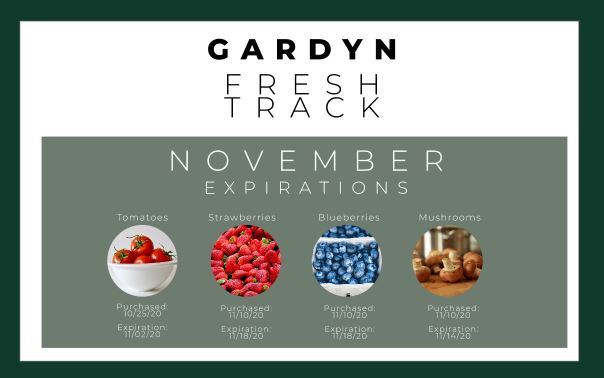 GARDYN
FRESH
TRACK
NOVEMBER
EXPIRATIONS
Tomatoes
Purchased:
10/25/20
Expiration:
11/02/20
Strawberries
Purchased:
11/10/20
Expiration:
11/18/20
Blueberries
Purchased:
11/10/20
Expiration:
11/18/20
Mushrooms
Purchased:
11/10/20
Expiration:
11/14/20